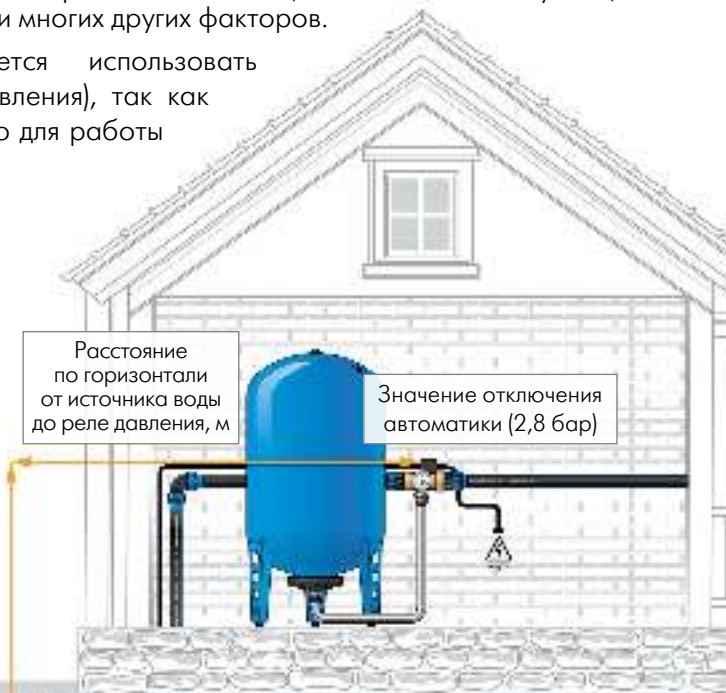 и многих других факторов.
ется использовать
вления), так как
о для работы
Расстояние
по горизонтали
от источника воды
до реле давления, м
Значение отключения
автоматики (2,8 бар)